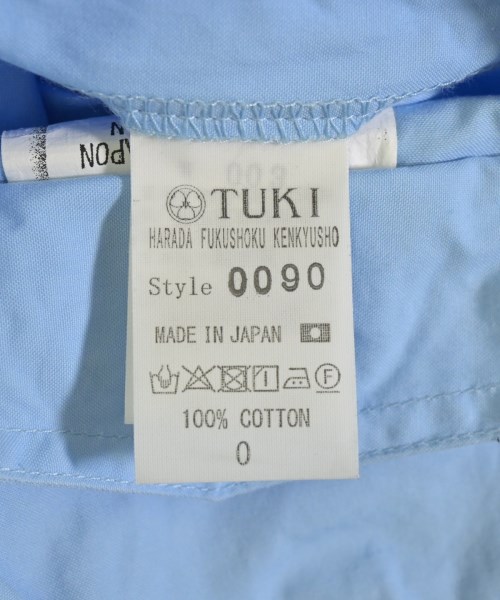 TUKI
HARADA FUKUSHOKU KENKYUSHO
Style 0090
MADE IN JAPAN
F
100% COTTON
0